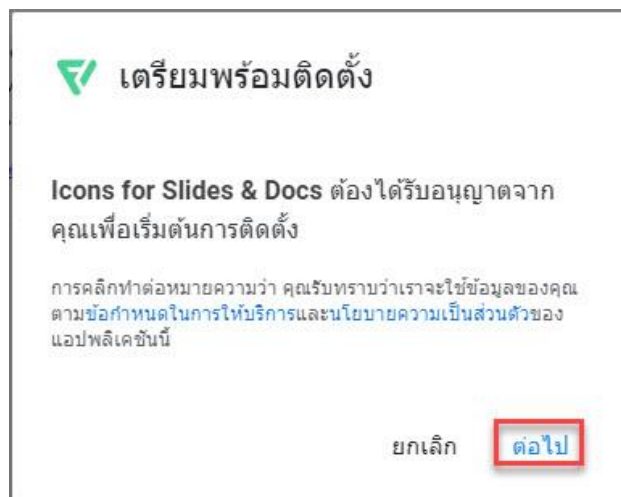 เตรียมพร้อมติดตั้ง
Icons for Slides & Docs ต้องได้รับอนุญาตจาก
คุณเพื่อเริ่มต้นการติดตั้ง
การคลิกทำต่อหมายความว่า คุณรับทราบว่าเราจะใช้ข้อมูลของคุณ
ตามข้อกำหนดในการให้บริการและนโยบายความเป็นส่วนตัวของ
แอปพลิเคชันนี้
ยกเลิก ต่อไป